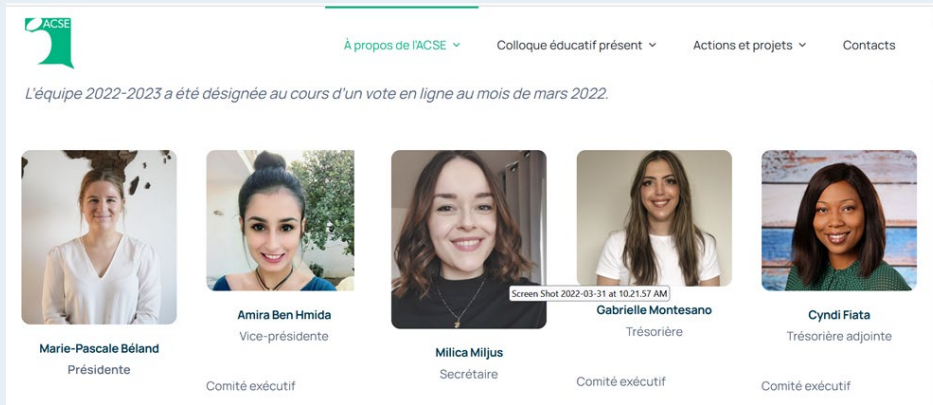 ACSE
À propos de l'ACSE
Colloque éducatif présent
Actions et projets
Contacts
L'équipe 2022-2023 a été désignée au cours d'un vote en ligne au mois de mars 2022.
Marie-Pascale Béland
Présidente
Amira Ben Hmida
Vice-présidente
Comité exécutif
Milica Miljus
Secrétaire
Screen Shot 2022-03-31 at 10.21.57 AM
Gabrielle Montesano
Trésorière
Comité exécutif
Cyndi Fiata
Trésorière adjointe
Comité exécutif